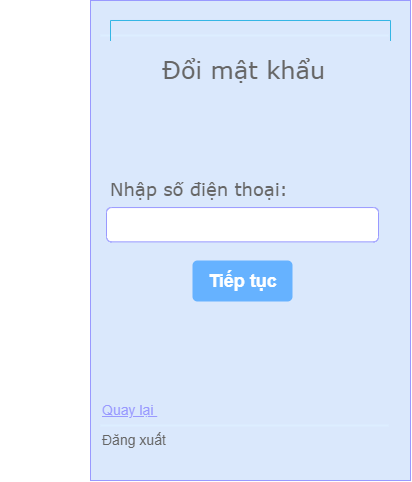 Đổi mật khẩu
Nhập số điện thoại:
Tiếp tục
Quay lại
Đăng xuất